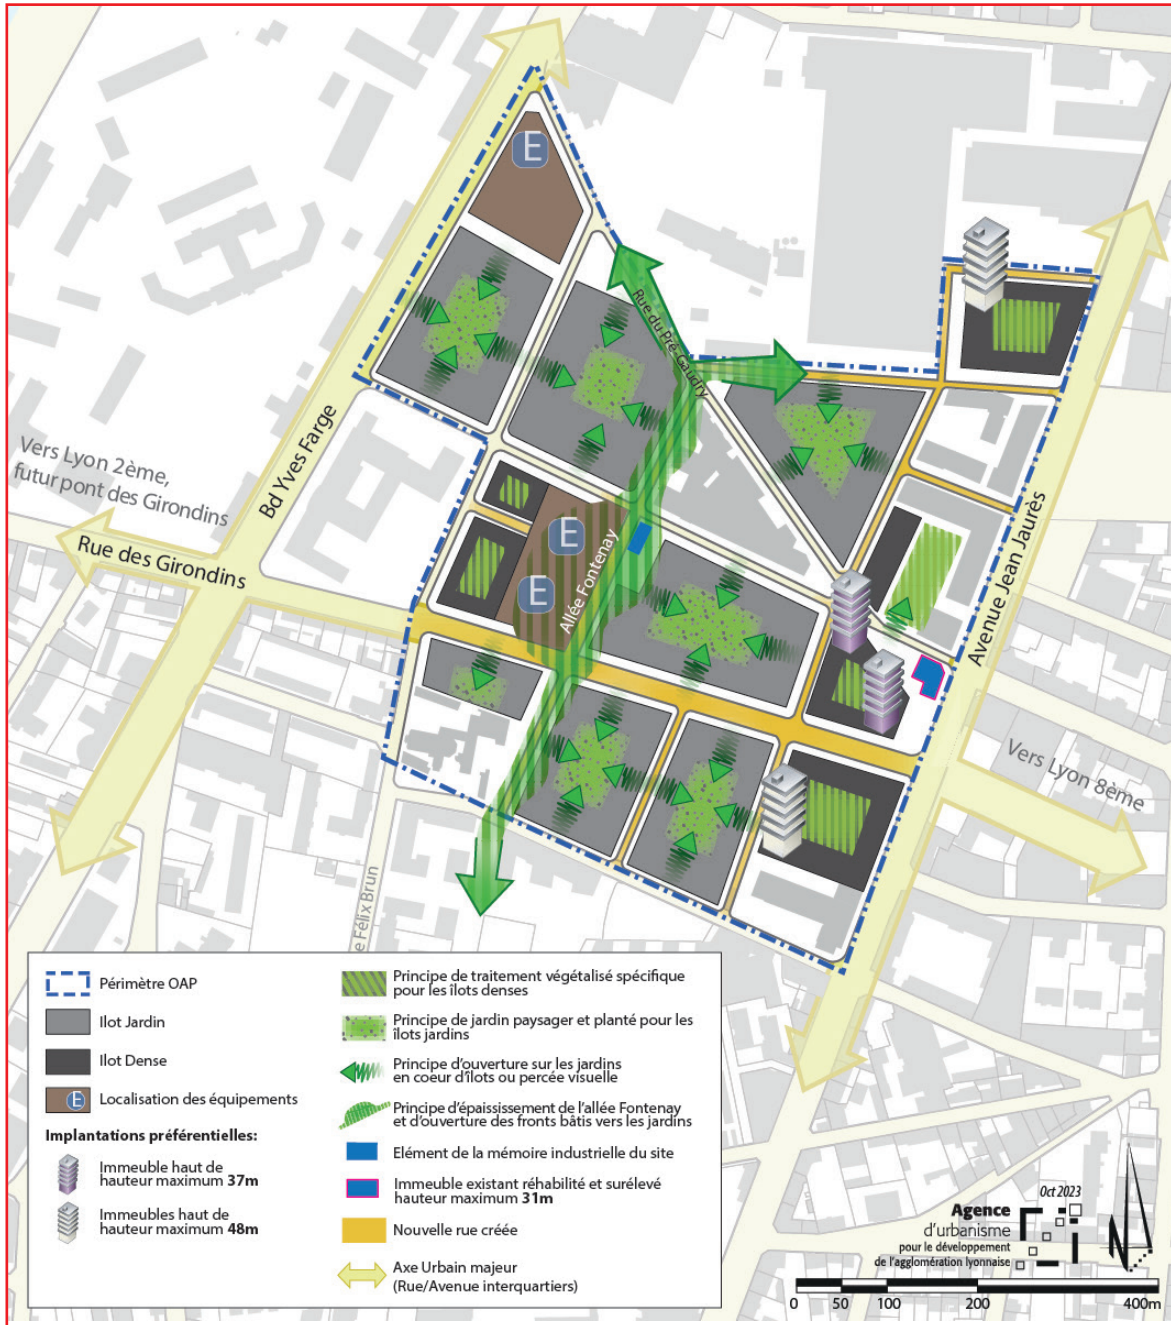 E
Rue du Pré-Gaudry
Bd Yves Farge
Vers Lyon 2ème,
futur pont des Girondins
Rue des Girondins
E
E
Allée Fontenay
Avenue Jean Jaurès
Vers Lyon 8ème
e Félix Brun
Périmètre OAP
Ilot Jardin
Ilot Dense
E
Localisation des équipements
Implantations préférentielles:
Immeuble haut de
hauteur maximum 37m
Immeubles haut de
hauteur maximum 48m
Principe de traitement végétalisé spécifique
pour les îlots denses
Principe de jardin paysager et planté pour les
îlots jardins
Principe d'ouverture sur les jardins
en coeur d'îlots ou percée visuelle
Principe d'épaississement de l'allée Fontenay
et d'ouverture des fronts bâtis vers les jardins
Elément de la mémoire industrielle du site
Immeuble existant réhabilité et surélevé
hauteur maximum 31m
Nouvelle rue créée
Axe Urbain majeur
(Rue/Avenue interquartiers)
Oct 2023
Agence
d'urbanisme
pour le développement
de l'agglomération lyonnaise
N
0 50 100 200 400m